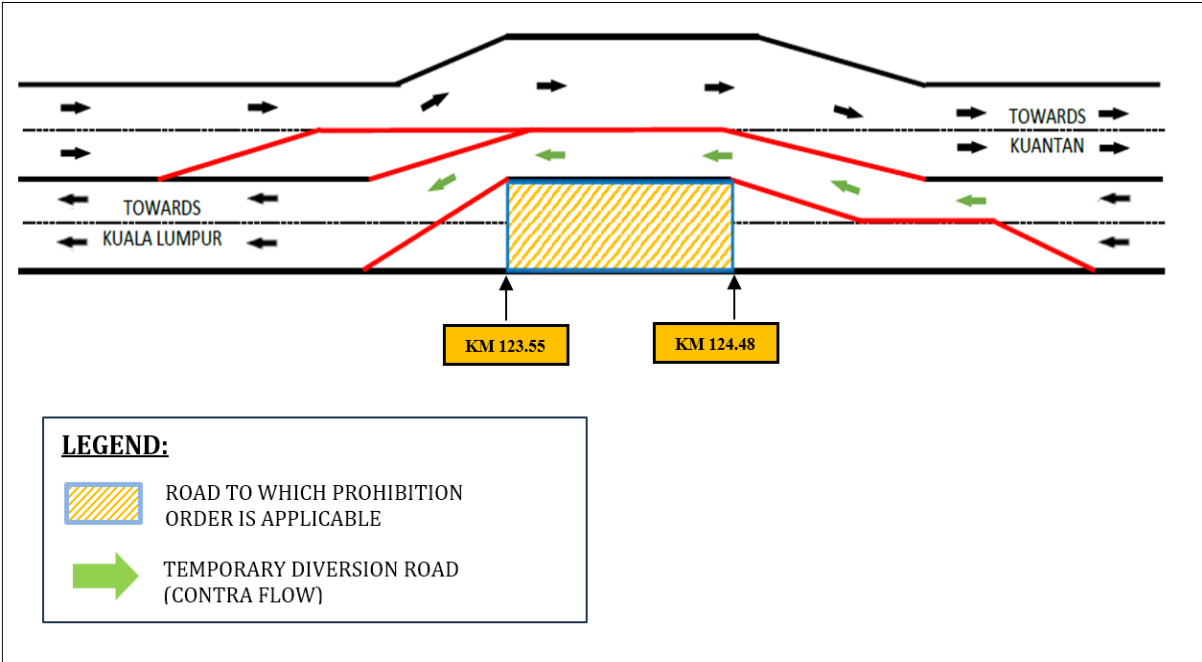 TOWARDS
KUANTAN
TOWARDS
KUALA LUMPUR
KM 123.55
KM 124.48
LEGEND:
ROAD TO WHICH PROHIBITION
ORDER IS APPLICABLE
TEMPORARY DIVERSION ROAD
(CONTRA FLOW)